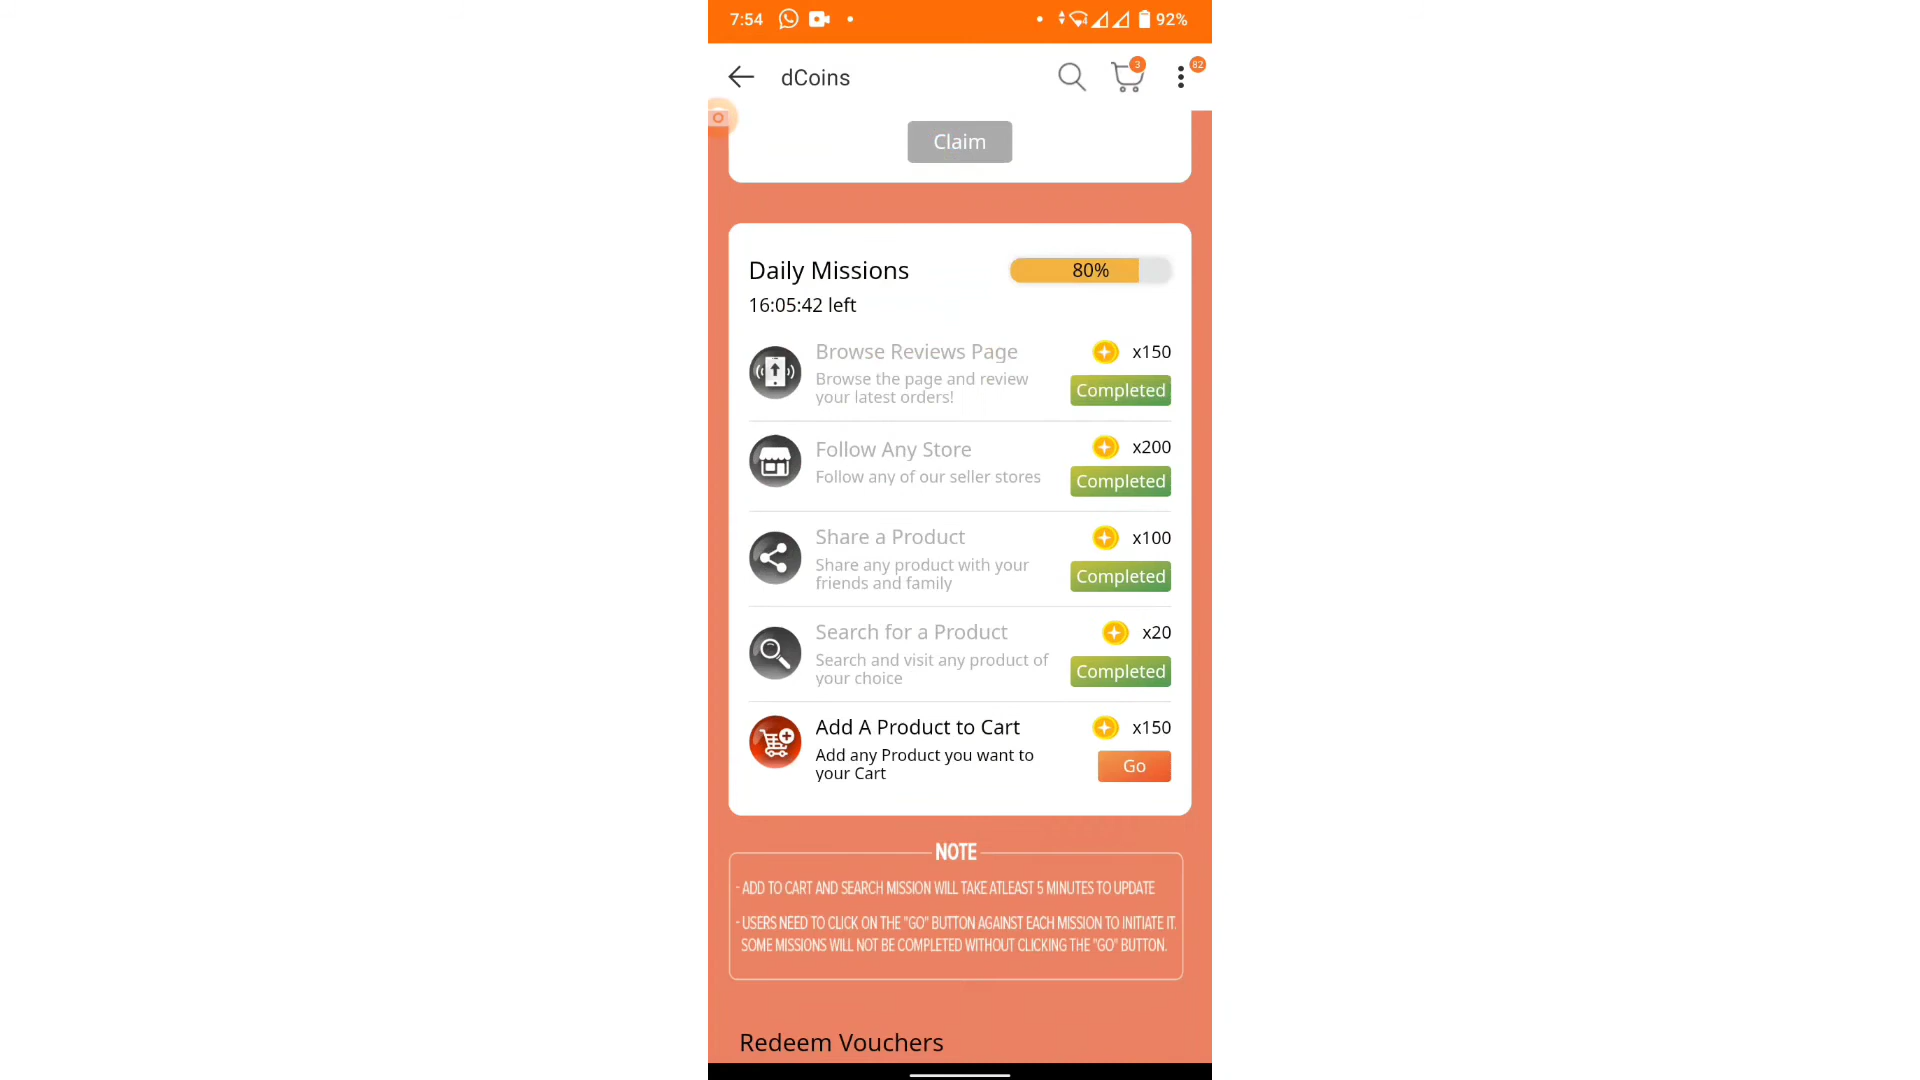 7:54
92%
dCoins
3
82
Claim
Daily Missions
80%
16:05:42 left
Browse Reviews Page
x150
Browse the page and review
your latest orders!
Completed
Follow Any Store
x200
Follow any of our seller stores
Completed
Share a Product
x100
Share any product with your
friends and family
Completed
Search for a Product
x20
Search and visit any product of
your choice
Completed
Add A Product to Cart
x150
Add any Product you want to
your Cart
Go
NOTE
- ADD TO CART AND SEARCH MISSION WILL TAKE ATLEAST 5 MINUTES TO UPDATE
- USERS NEED TO CLICK ON THE "GO" BUTTON AGAINST EACH MISSION TO INITIATE IT.
SOME MISSIONS WILL NOT BE COMPLETED WITHOUT CLICKING THE "GO" BUTTON.
Redeem Vouchers